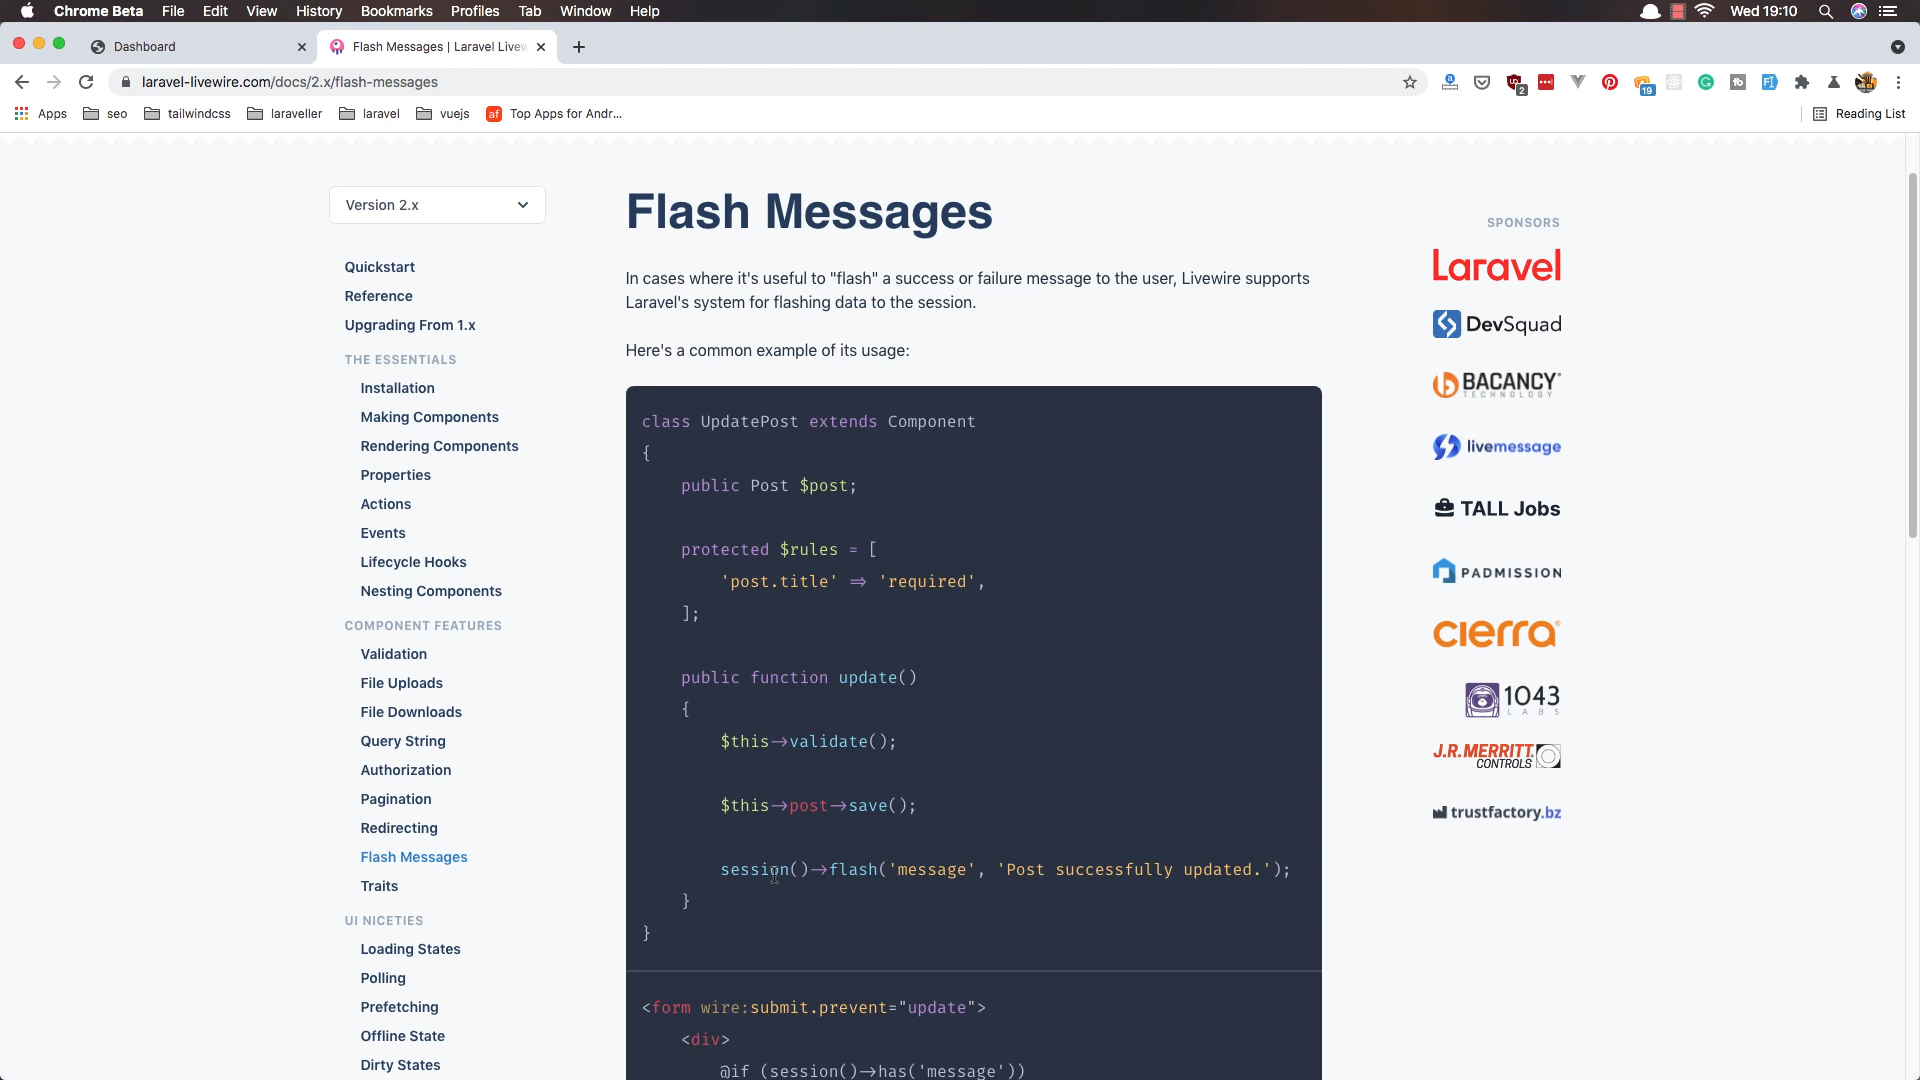 Chrome Beta File Edit View History Bookmarks Profiles Tab Window Help Wed 19:10
Dashboard Flash Messages | Laravel Livew
laravel-livewire.com/docs/2.x/flash-messages 2 19
Apps seo tailwindcss laraveller laravel vuejs af Top Apps for Andr... Reading List
Version 2.x
Quickstart
Reference
Upgrading From 1.x
THE ESSENTIALS
Installation
Making Components
Rendering Components
Properties
Actions
Events
Lifecycle Hooks
Nesting Components
COMPONENT FEATURES
Validation
File Uploads
File Downloads
Query String
Authorization
Pagination
Redirecting
Flash Messages
Traits
UI NICETIES
Loading States
Polling
Prefetching
Offline State
Dirty States
Flash Messages
In cases where it's useful to "flash" a success or failure message to the user, Livewire supports
Laravel's system for flashing data to the session.
Here's a common example of its usage:
class UpdatePost extends Component
{
public Post $post;
protected $rules = [
'post.title' => 'required',
];
public function update()
{
$this->validate();
$this->post->save();
session()->flash('message', 'Post successfully updated.');
}
}
<form wire:submit.prevent="update">
<div>
@if (session()->has('message'))
SPONSORS
Laravel
DevSquad
BACANCY
TECHNOLOGY
livemessage
TALL Jobs
PADMISSION
cierra
1043
LABS
J.R.MERRITT
CONTROLS
trustfactory.bz